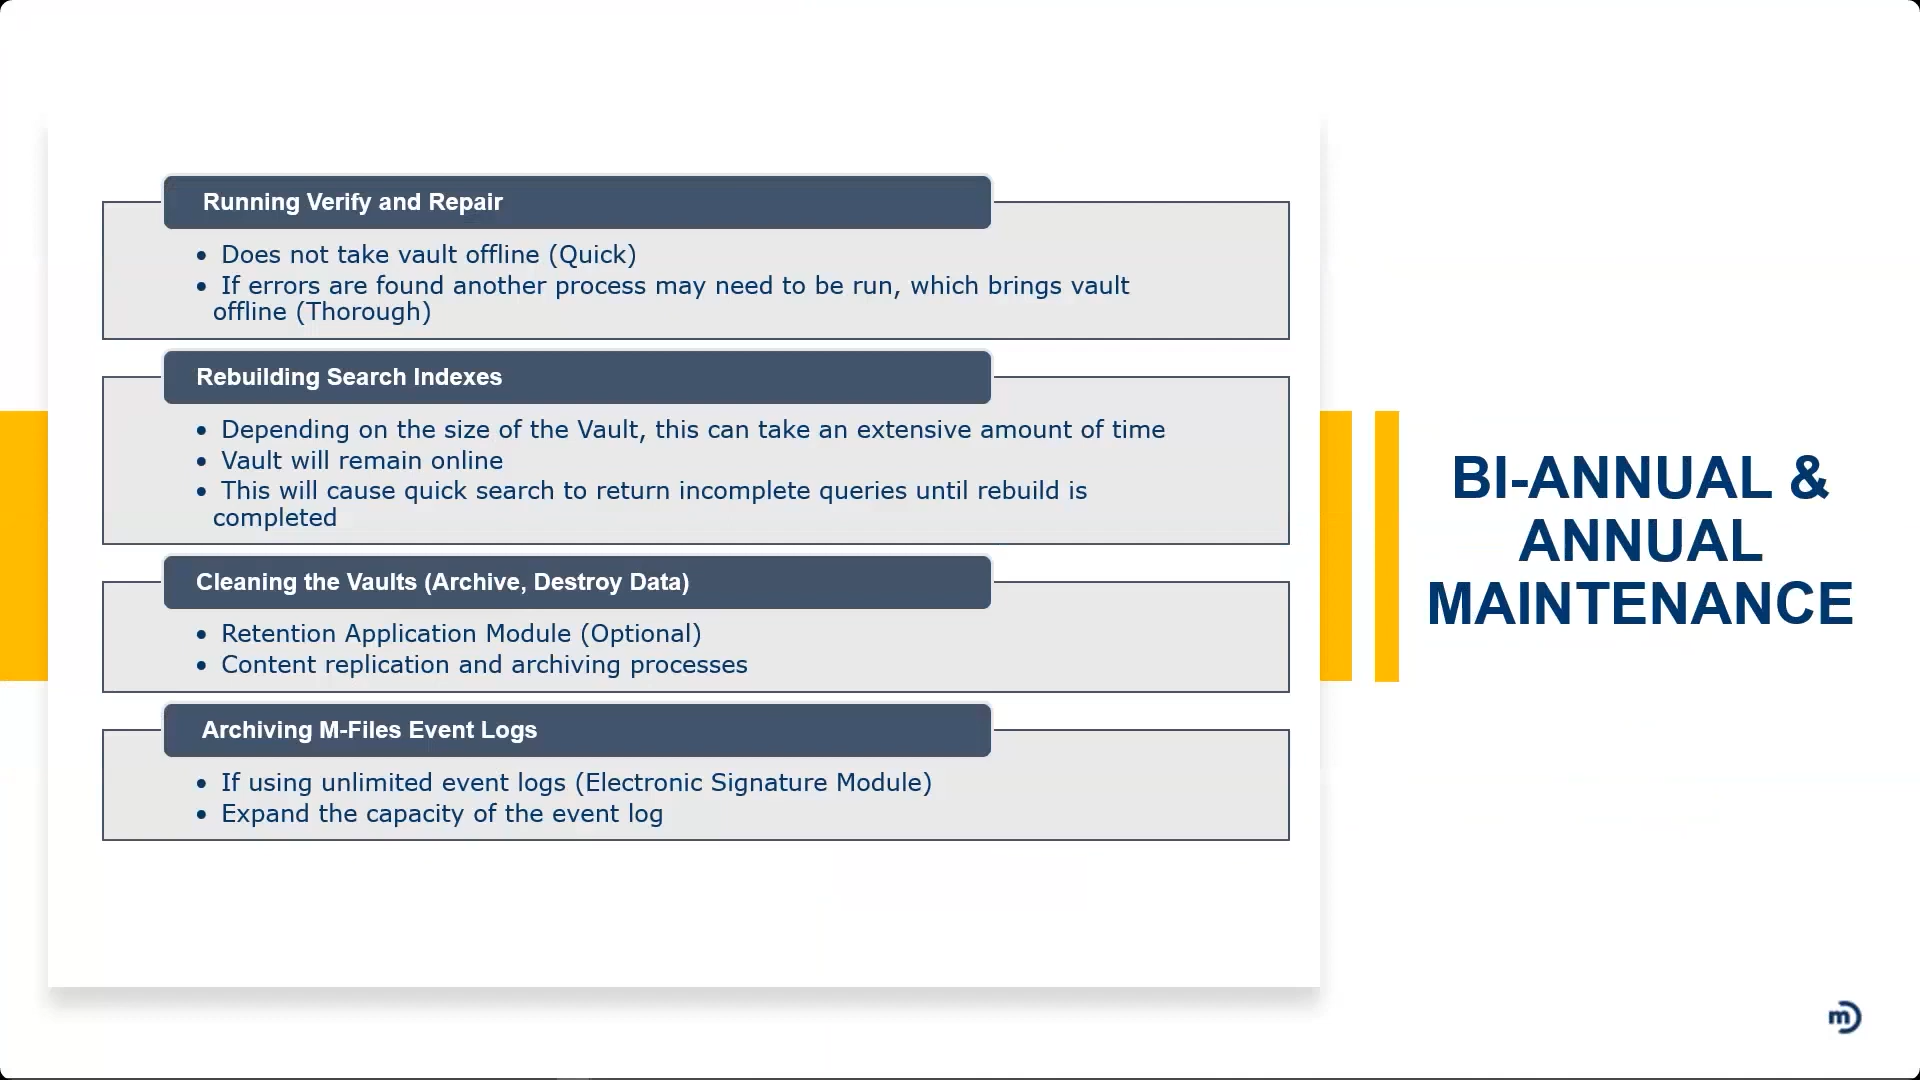 Running Verify and Repair
• Does not take vault offline (Quick)
• If errors are found another process may need to be run, which brings vault
offline (Thorough)
Rebuilding Search Indexes
• Depending on the size of the Vault, this can take an extensive amount of time
• Vault will remain online
• This will cause quick search to return incomplete queries until rebuild is
completed
Cleaning the Vaults (Archive, Destroy Data)
• Retention Application Module (Optional)
• Content replication and archiving processes
Archiving M-Files Event Logs
• If using unlimited event logs (Electronic Signature Module)
• Expand the capacity of the event log
BI-ANNUAL &
ANNUAL
MAINTENANCE
m